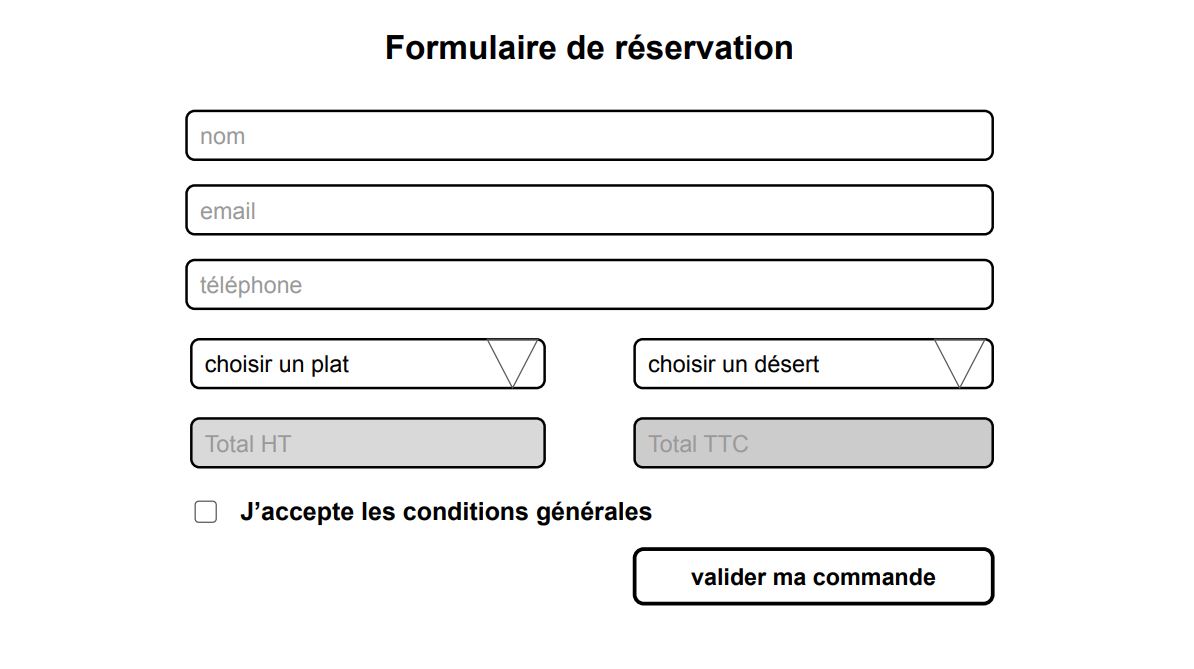 Formulaire de réservation
nom
email
téléphone
choisir un plat
choisir un désert
Total HT
Total TTC
J’accepte les conditions générales
valider ma commande